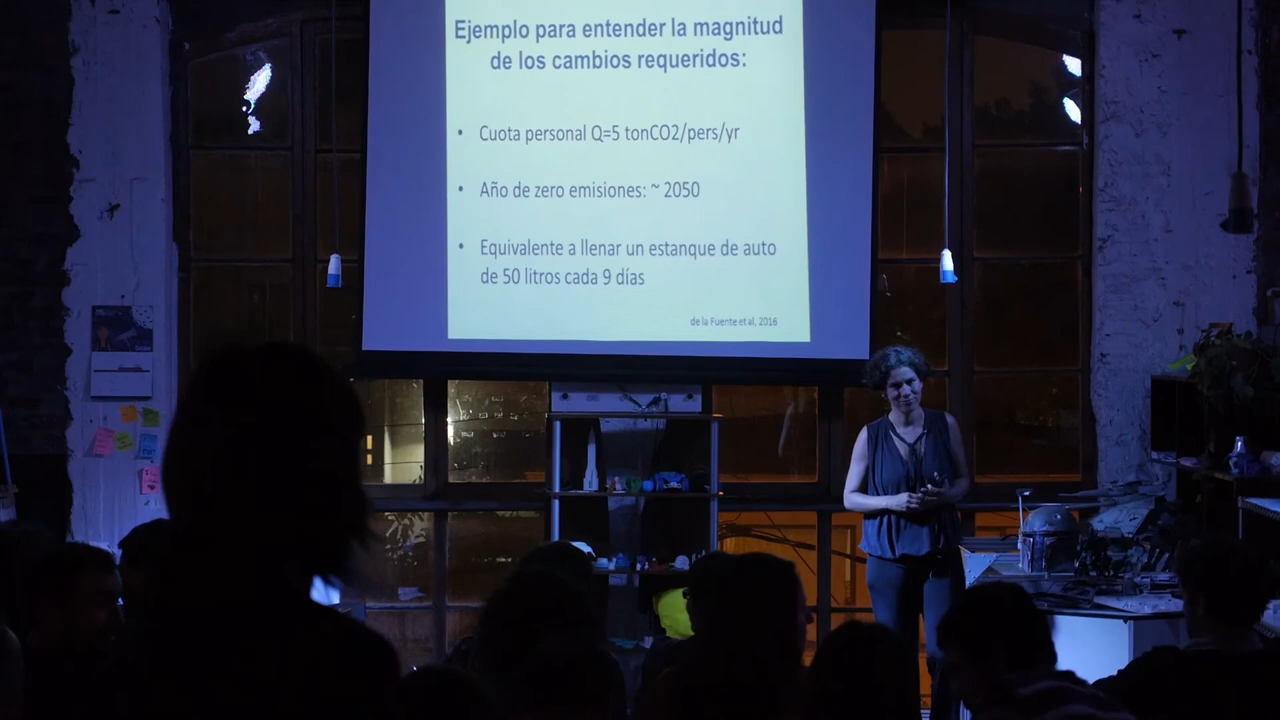 Ejemplo para entender la magnitud
de los cambios requeridos:
• Cuota personal Q=5 tonCO2/pers/yr
• Año de zero emisiones: ~ 2050
• Equivalente a llenar un estanque de auto
de 50 litros cada 9 días
de la Fuente et al, 2016